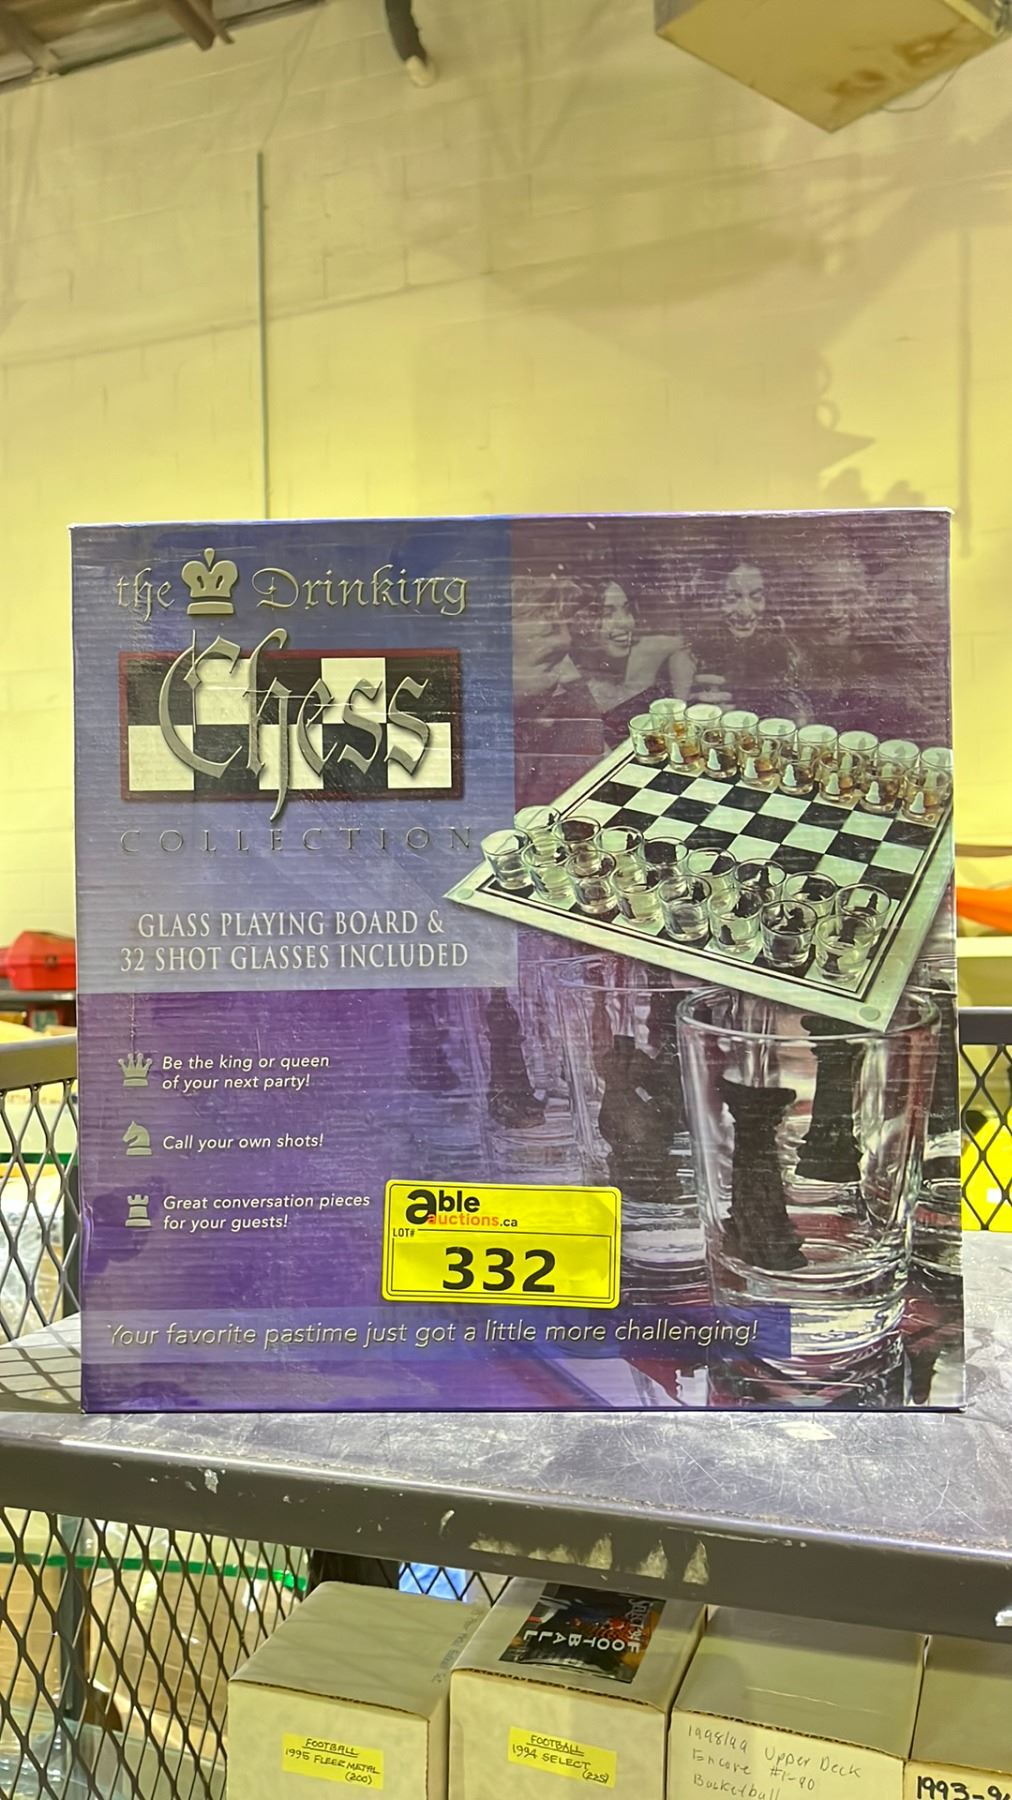 the Drinking
Chess
COLLECTION
GLASS PLAYING BOARD &
32 SHOT GLASSES INCLUDED
Be the king or queen
of your next party!
Call your own shots!
Great conversation pieces
for your guests!
able
auctions.ca
LOT#
332
Your favorite pastime just got a little more challenging!
SELECT
FOOTBALL
FOOTBALL
1995 FLEER METAL
(200)
FOOTBALL
1994 SELECT
(225)
1998/99 Upper Deck
Encore #1-90
Basketball